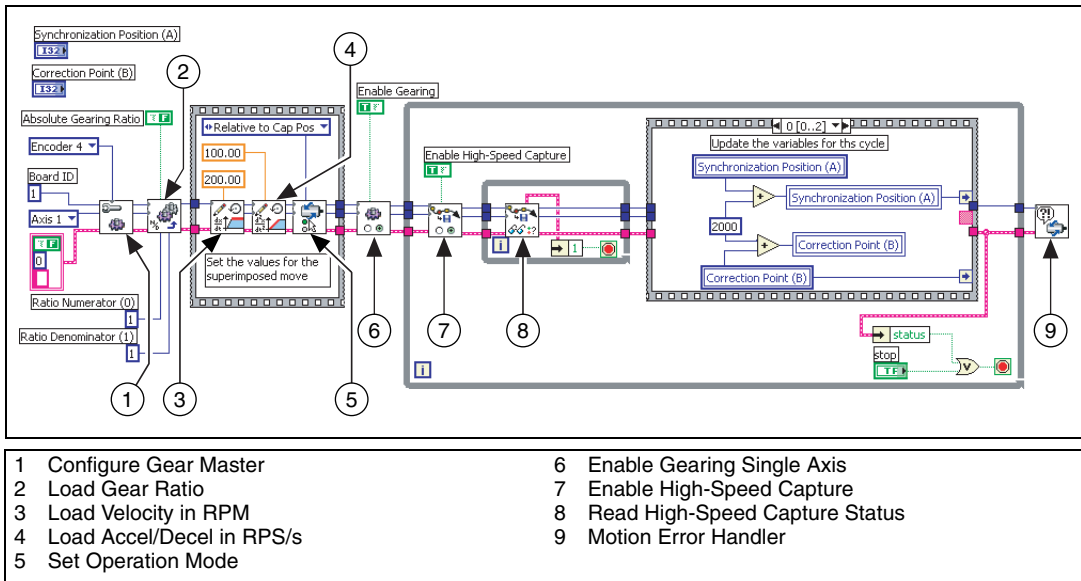 Synchronization Position (A)
I32
Correction Point (B)
I32
2
4
Absolute Gearing Ratio
F
Encoder 4
Board ID
1
Axis 1
F
0
Ratio Numerator (0)
1
Ratio Denominator (1)
1
Relative to Cap Pos
100.00
200.00
Set the values for the
superimposed move
Enable Gearing
T
Enable High-Speed Capture
T
i
1
0 [0..2]
Update the variables for ths cycle
Synchronization Position (A)
+
Synchronization Position (A)
2000
+
Correction Point (B)
Correction Point (B)
status
stop
TF
V
i
1
3
5
6
7
8
9
1 Configure Gear Master
2 Load Gear Ratio
3 Load Velocity in RPM
4 Load Accel/Decel in RPS/s
5 Set Operation Mode
6 Enable Gearing Single Axis
7 Enable High-Speed Capture
8 Read High-Speed Capture Status
9 Motion Error Handler